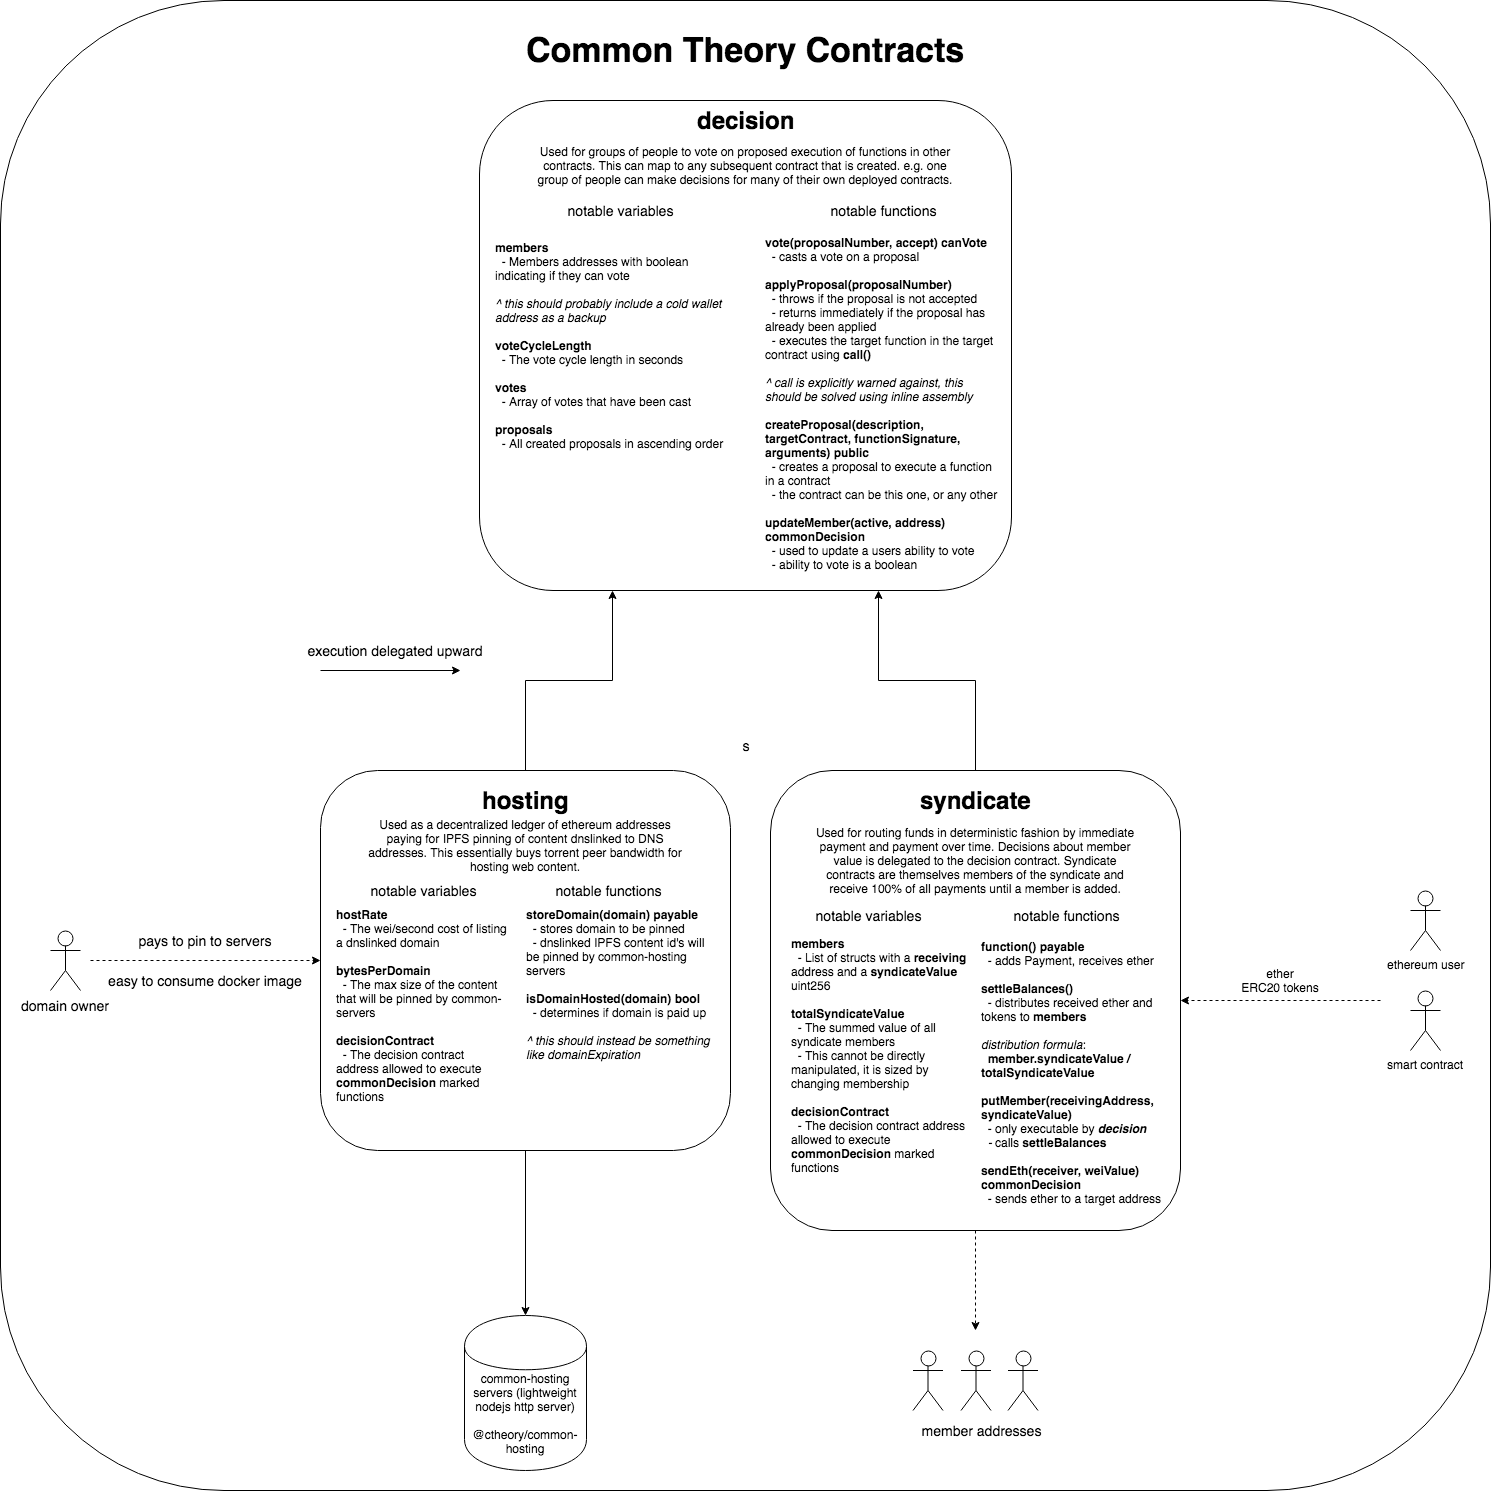 Common Theory Contracts
decision
Used for groups of people to vote on proposed execution of functions in other
contracts. This can map to any subsequent contract that is created. e.g. one
group of people can make decisions for many of their own deployed contracts.
notable variables
members
- Members addresses with boolean
indicating if they can vote
^ this should probably include a cold wallet
address as a backup
voteCycleLength
- The vote cycle length in seconds
votes
- Array of votes that have been cast
proposals
- All created proposals in ascending order
notable functions
vote(proposalNumber, accept) canVote
- casts a vote on a proposal
applyProposal(proposalNumber)
- throws if the proposal is not accepted
- returns immediately if the proposal has
already been applied
- executes the target function in the target
contract using call()
^ call is explicitly warned against, this
should be solved using inline assembly
createProposal(description,
targetContract, functionSignature,
arguments) public
- creates a proposal to execute a function
in a contract
- the contract can be this one, or any other
updateMember(active, address)
commonDecision
- used to update a users ability to vote
- ability to vote is a boolean
execution delegated upward
s
hosting
Used as a decentralized ledger of ethereum addresses
paying for IPFS pinning of content dnslinked to DNS
addresses. This essentially buys torrent peer bandwidth for
hosting web content.
notable variables
hostRate
- The wei/second cost of listing
a dnslinked domain
bytesPerDomain
- The max size of the content
that will be pinned by common-
servers
decisionContract
- The decision contract
address allowed to execute
commonDecision marked
functions
notable functions
storeDomain(domain) payable
- stores domain to be pinned
- dnslinked IPFS content id's will
be pinned by common-hosting
servers
isDomainHosted(domain) bool
- determines if domain is paid up
^ this should instead be something
like domainExpiration
syndicate
Used for routing funds in deterministic fashion by immediate
payment and payment over time. Decisions about member
value is delegated to the decision contract. Syndicate
contracts are themselves members of the syndicate and
receive 100% of all payments until a member is added.
notable variables
members
- List of structs with a receiving
address and a syndicateValue
uint256
totalSyndicateValue
- The summed value of all
syndicate members
- This cannot be directly
manipulated, it is sized by
changing membership
decisionContract
- The decision contract address
allowed to execute
commonDecision marked
functions
notable functions
function() payable
- adds Payment, receives ether
settleBalances()
- distributes received ether and
tokens to members
distribution formula:
member.syndicateValue /
totalSyndicateValue
putMember(receivingAddress,
syndicateValue)
- only executable by decision
- calls settleBalances
sendEth(receiver, weiValue)
commonDecision
- sends ether to a target address
pays to pin to servers
easy to consume docker image
domain owner
ethereum user
ether
ERC20 tokens
smart contract
common-hosting
servers (lightweight
nodejs http server)
@ctheory/common-
hosting
member addresses